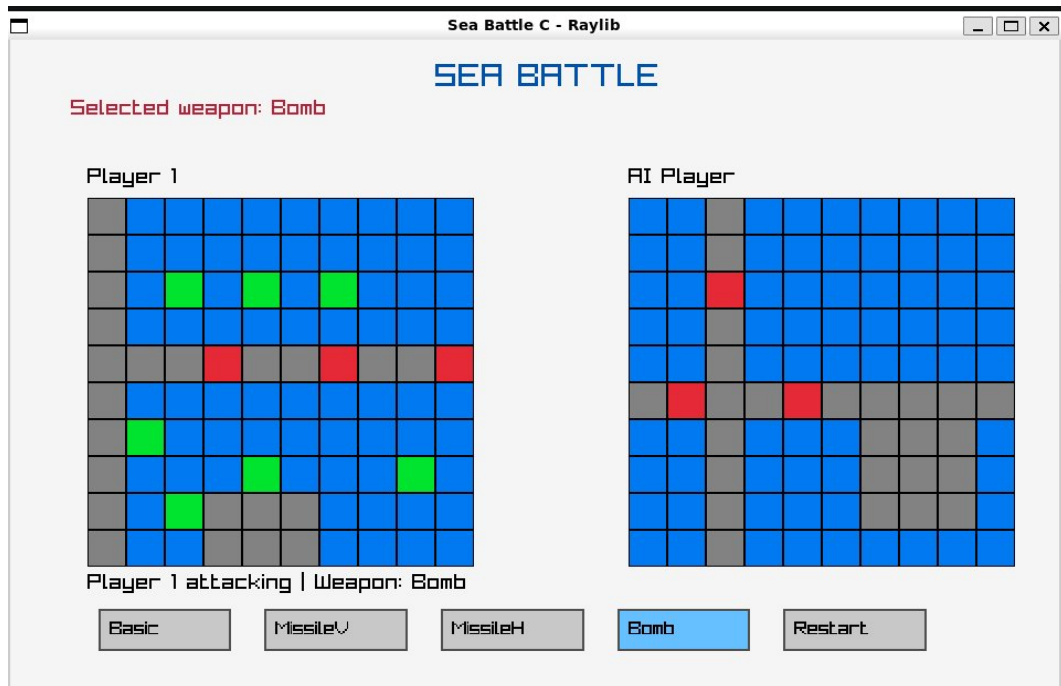 Sea Battle C - Raylib
SEA BATTLE
Selected weapon: Bomb
Player 1
AI Player
Player 1 attacking | Weapon: Bomb
Basic
MissileV
MissileH
Bomb
Restart